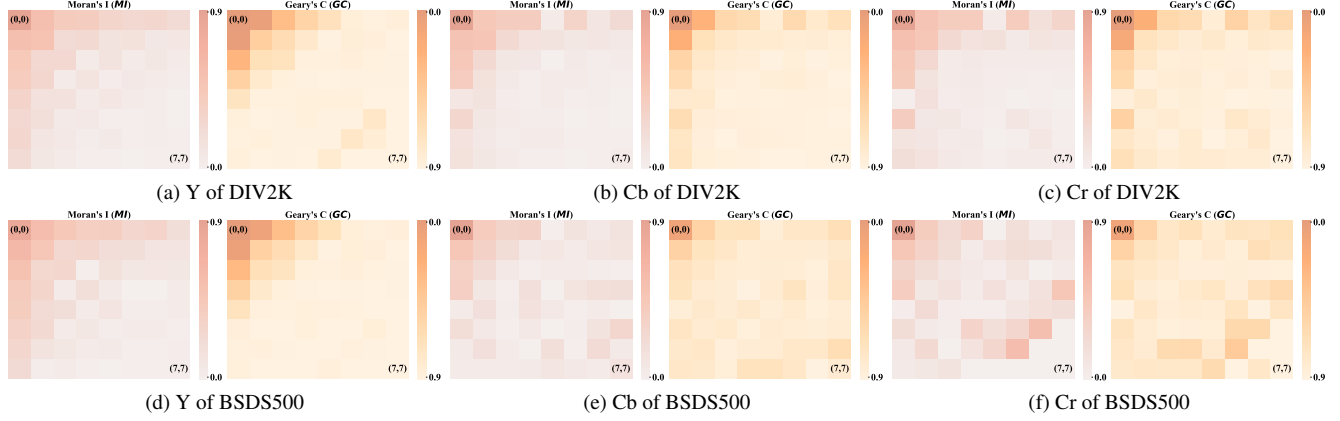 Moran's I (MI) Geary's C (GC) Moran's I (MI) Geary's C (GC) Moran's I (MI) Geary's C (GC)
(0,0) 0.9 (0,0) 0.0 (0,0) 0.9 (0,0) 0.0 (0,0) 0.9 (0,0) 0.0
(7,7) 0.0 (7,7) 0.9 (7,7) 0.0 (7,7) 0.9 (7,7) 0.0 (7,7) 0.9
(a) Y of DIV2K (b) Cb of DIV2K (c) Cr of DIV2K
Moran's I (MI) Geary's C (GC) Moran's I (MI) Geary's C (GC) Moran's I (MI) Geary's C (GC)
(0,0) 0.9 (0,0) 0.0 (0,0) 0.9 (0,0) 0.0 (0,0) 0.9 (0,0) 0.0
(7,7) 0.0 (7,7) 0.9 (7,7) 0.0 (7,7) 0.9 (7,7) 0.0 (7,7) 0.9
(d) Y of BSDS500 (e) Cb of BSDS500 (f) Cr of BSDS500